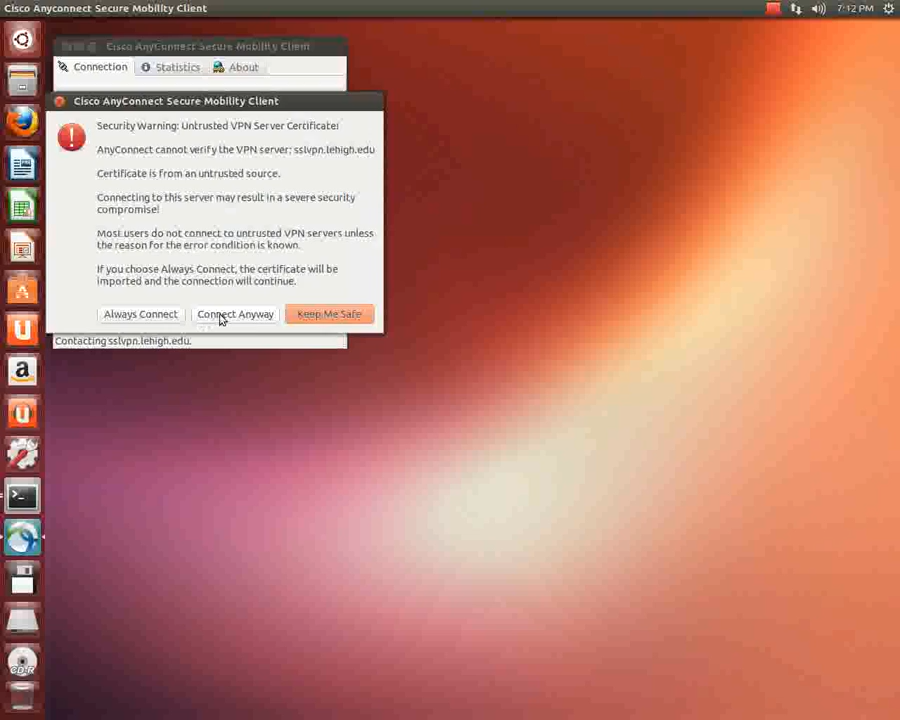 Cisco Anyconnect Secure Mobility Client
7:12 PM
Cisco AnyConnect Secure Mobility Client
Connection Statistics About
Cisco AnyConnect Secure Mobility Client
Security Warning: Untrusted VPN Server Certificate!
AnyConnect cannot verify the VPN server: sslvpn.lehigh.edu
Certificate is from an untrusted source.
Connecting to this server may result in a severe security
compromise!
Most users do not connect to untrusted VPN servers unless
the reason for the error condition is known.
If you choose Always Connect, the certificate will be
imported and the connection will continue.
Always Connect Connect Anyway Keep Me Safe
Contacting sslvpn.lehigh.edu.
a
CD-R